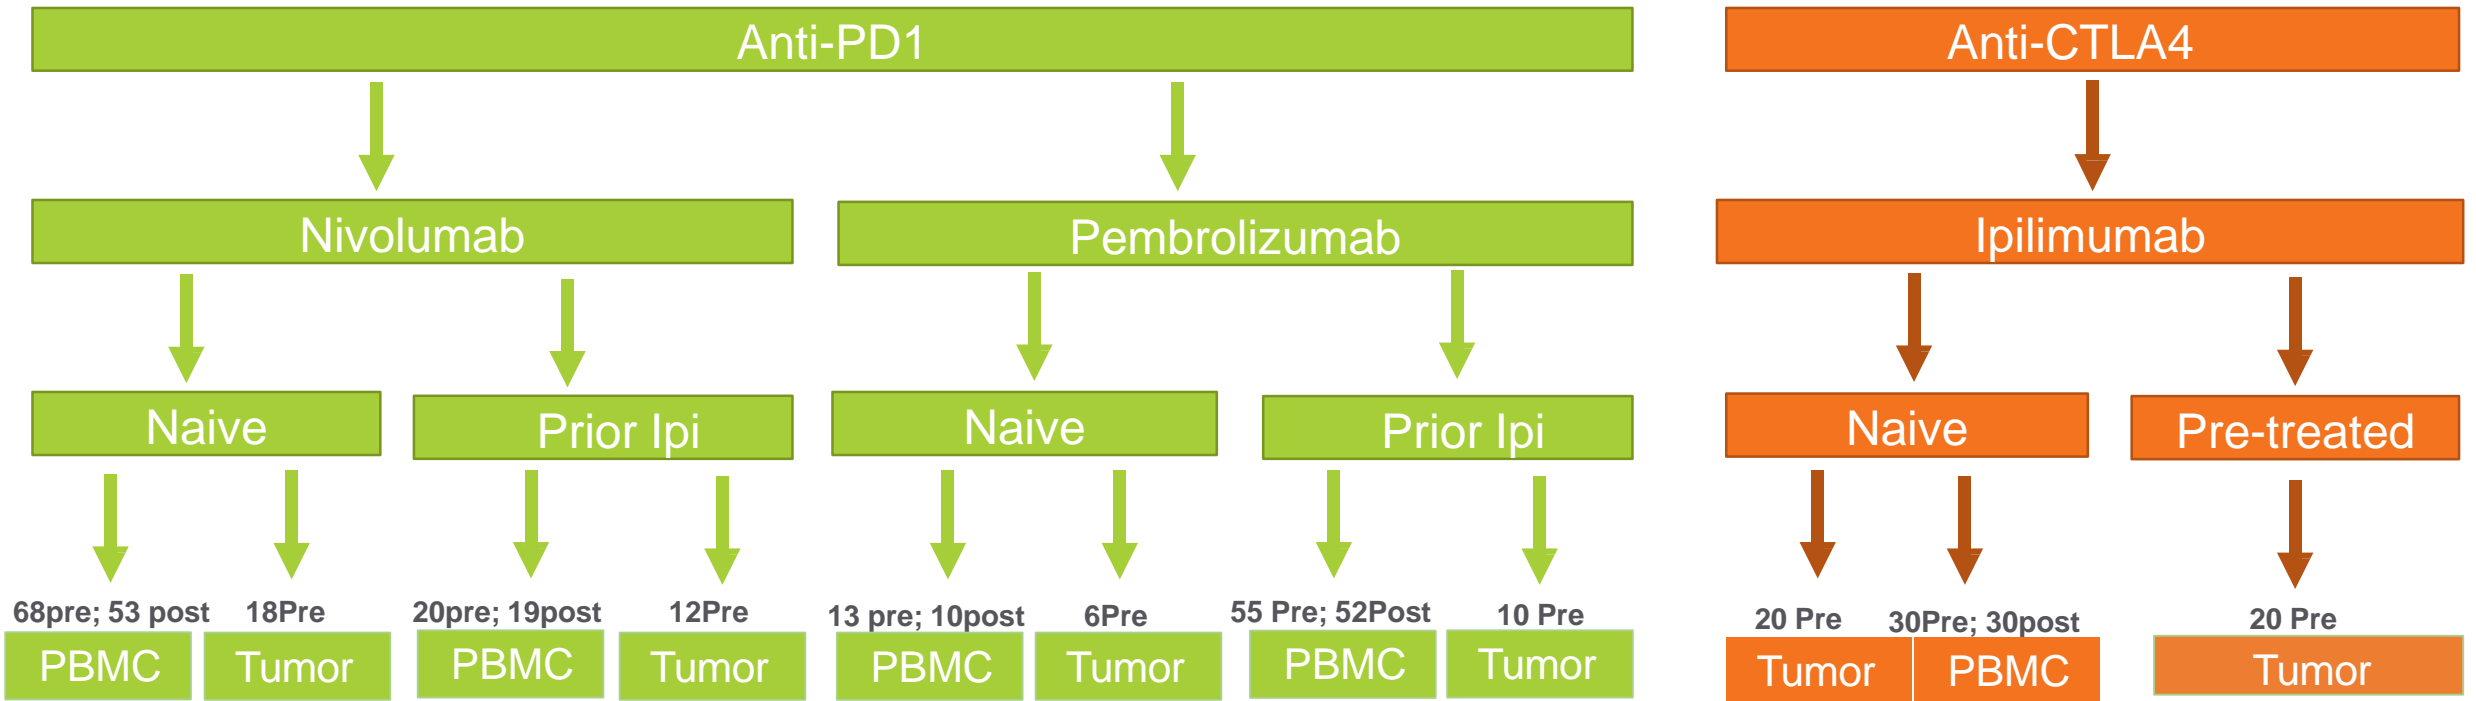 Anti-PD1
Anti-CTLA4
Nivolumab
Pembrolizumab
Ipilimumab
Naive
Prior Ipi
Naive
Prior Ipi
Naive
Pre-treated
68pre; 53 post
18Pre
20pre; 19post
12Pre
13 pre; 10post
6Pre
55 Pre; 52Post
10 Pre
20 Pre
30Pre; 30post
20 Pre
PBMC
Tumor
PBMC
Tumor
PBMC
Tumor
PBMC
Tumor
Tumor
PBMC
Tumor